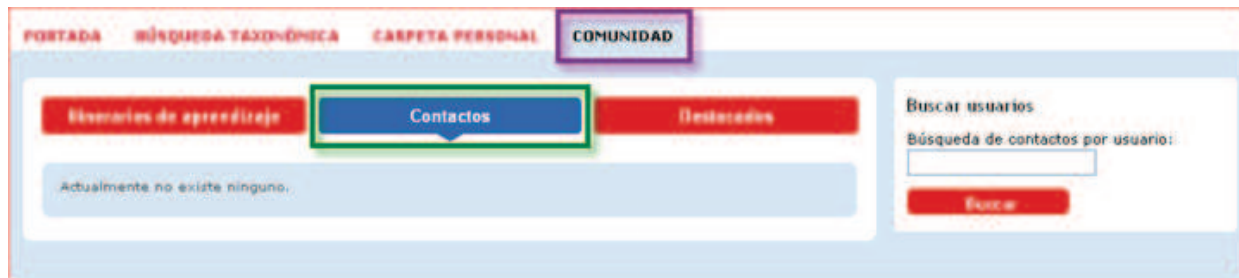 PORTADA BÚSQUEDA TAXONÓMICA CARPETA PERSONAL COMUNIDAD
Itinerarios de aprendizaje Contactos Destacados
Actualmente no existe ninguno.
Buscar usuarios
Búsqueda de contactos por usuario:
Buscar